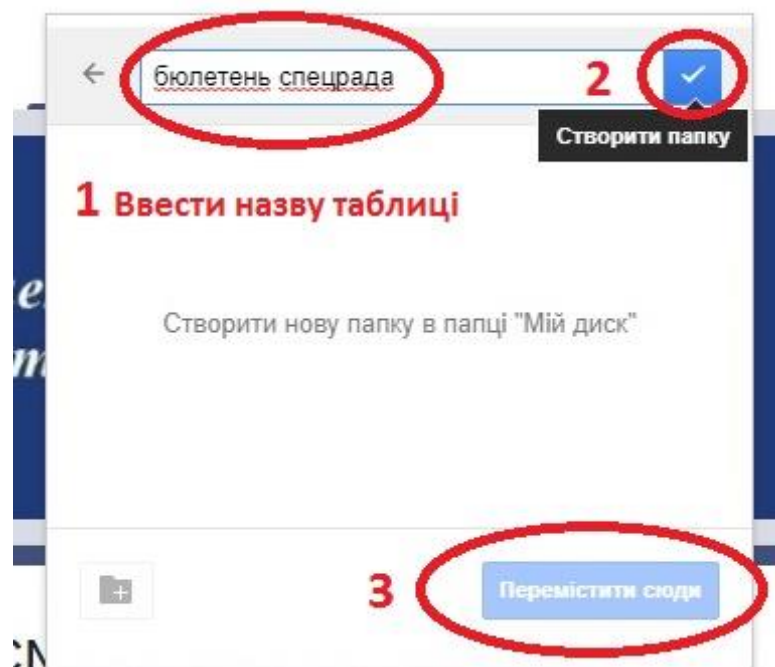 бюлетень спецрада
2
Створити папку
1 Ввести назву таблиці
Створити нову папку в папці "Мій диск"
3
Перемістити сюди